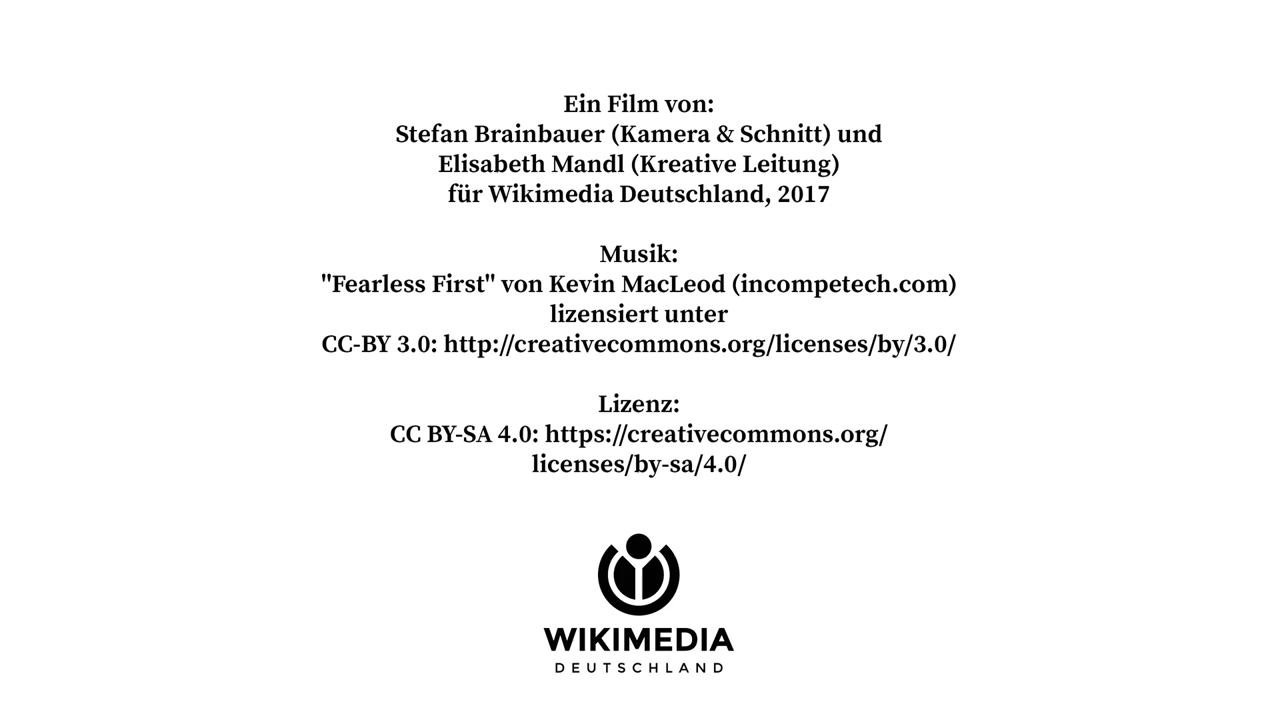 Ein Film von:
Stefan Brainbauer (Kamera & Schnitt) und
Elisabeth Mandl (Kreative Leitung)
für Wikimedia Deutschland, 2017
Musik:
"Fearless First" von Kevin MacLeod (incompetech.com)
lizensiert unter
CC-BY 3.0: http://creativecommons.org/licenses/by/3.0/
Lizenz:
CC BY-SA 4.0: https://creativecommons.org/
licenses/by-sa/4.0/
WIKIMEDIA
DEUTSCHLAND